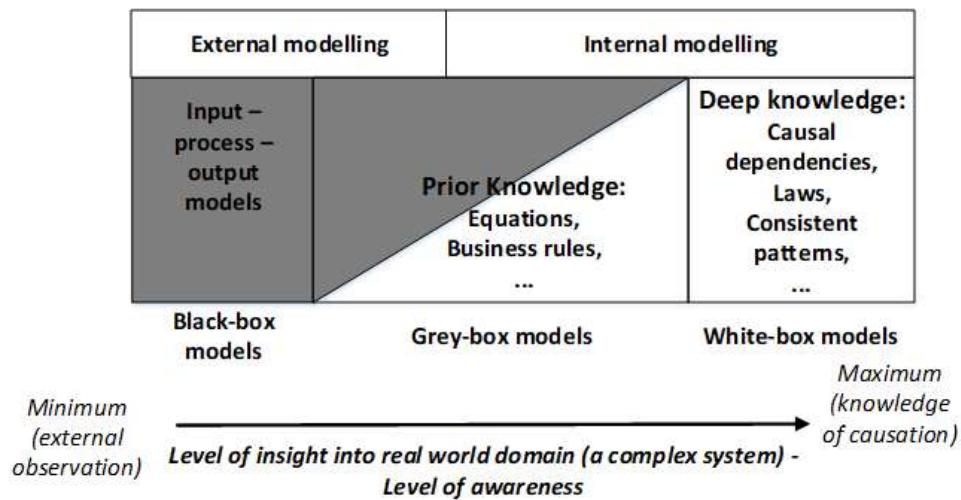 External modelling
Internal modelling
Input –
process –
output
models
Prior Knowledge:
Equations,
Business rules,
...
Deep knowledge:
Causal
dependencies,
Laws,
Consistent
patterns,
...
Black-box
models
Grey-box models
White-box models
Minimum
(external
observation)
Maximum
(knowledge
of causation)
Level of insight into real world domain (a complex system) -
Level of awareness